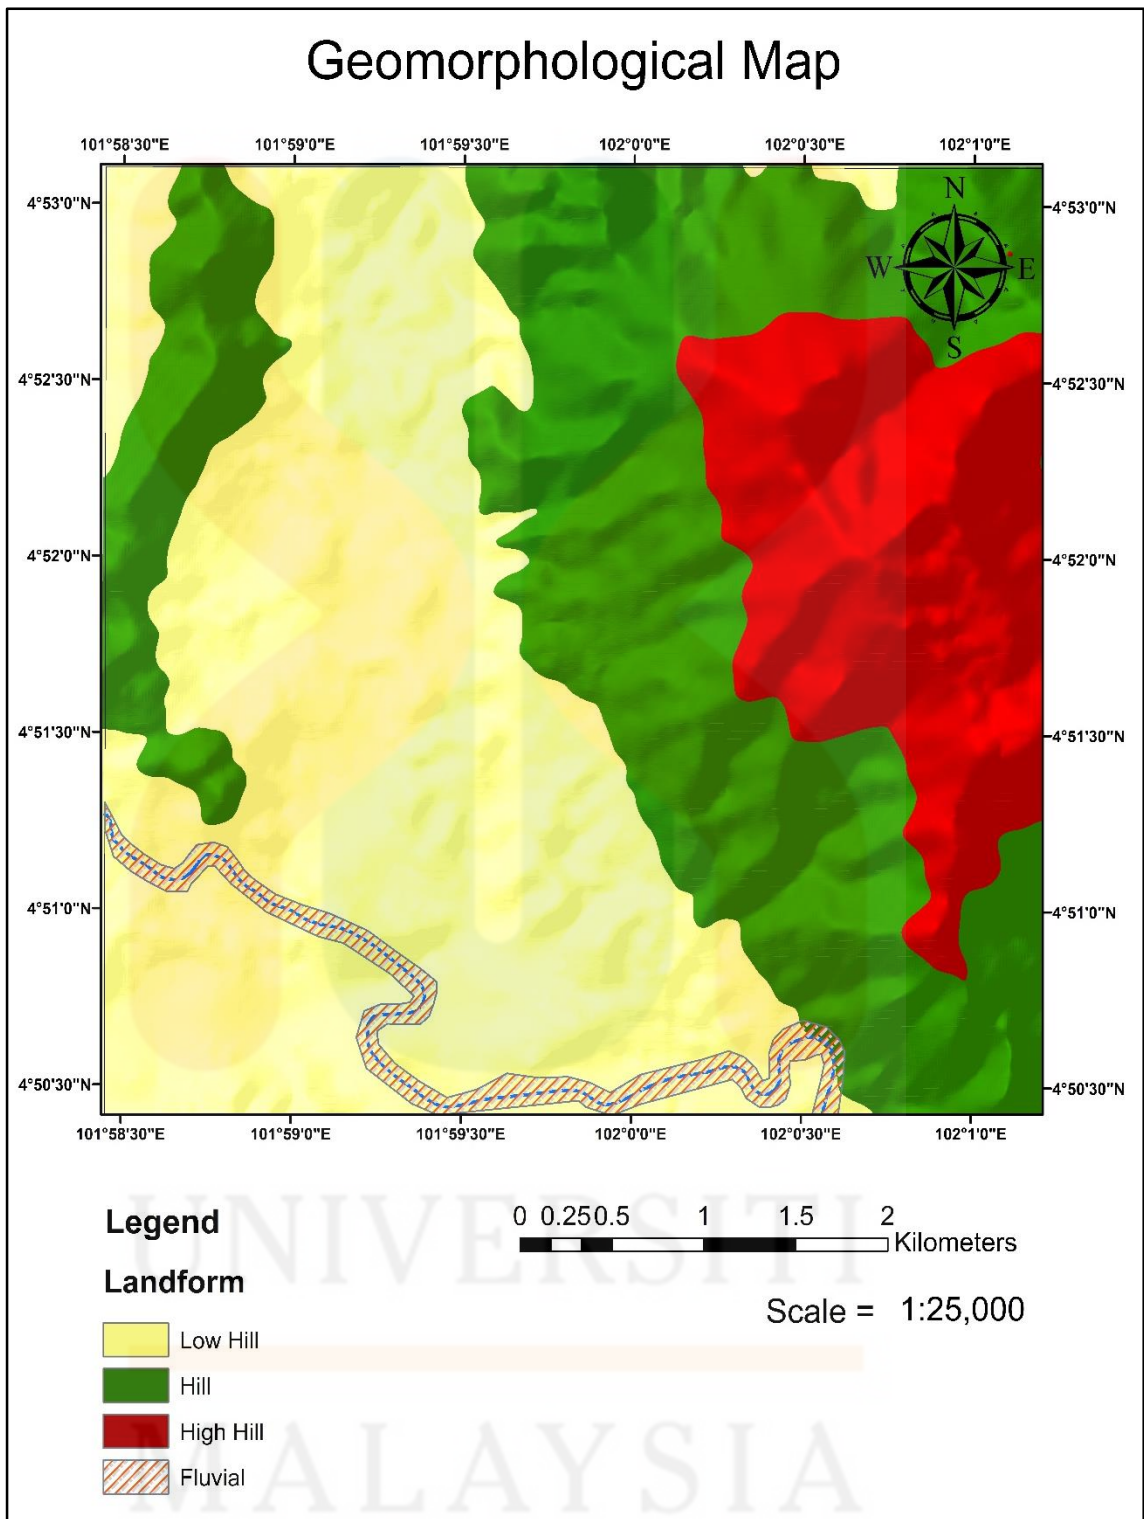 Geomorphological Map
101°58'30"E 101°59'0"E 101°59'30"E 102°0'0"E 102°0'30"E 102°1'0"E
4°53'0"N 4°53'0"N
N
W E
S
4°52'30"N 4°52'30"N
4°52'0"N 4°52'0"N
4°51'30"N 4°51'30"N
4°51'0"N 4°51'0"N
4°50'30"N 4°50'30"N
101°58'30"E 101°59'0"E 101°59'30"E 102°0'0"E 102°0'30"E 102°1'0"E
UNIVERSITI
Legend
0 0.25 0.5 1 1.5 2
Kilometers
Landform
Scale = 1:25,000
Low Hill
Hill
High Hill
Fluvial
MALAYSIA